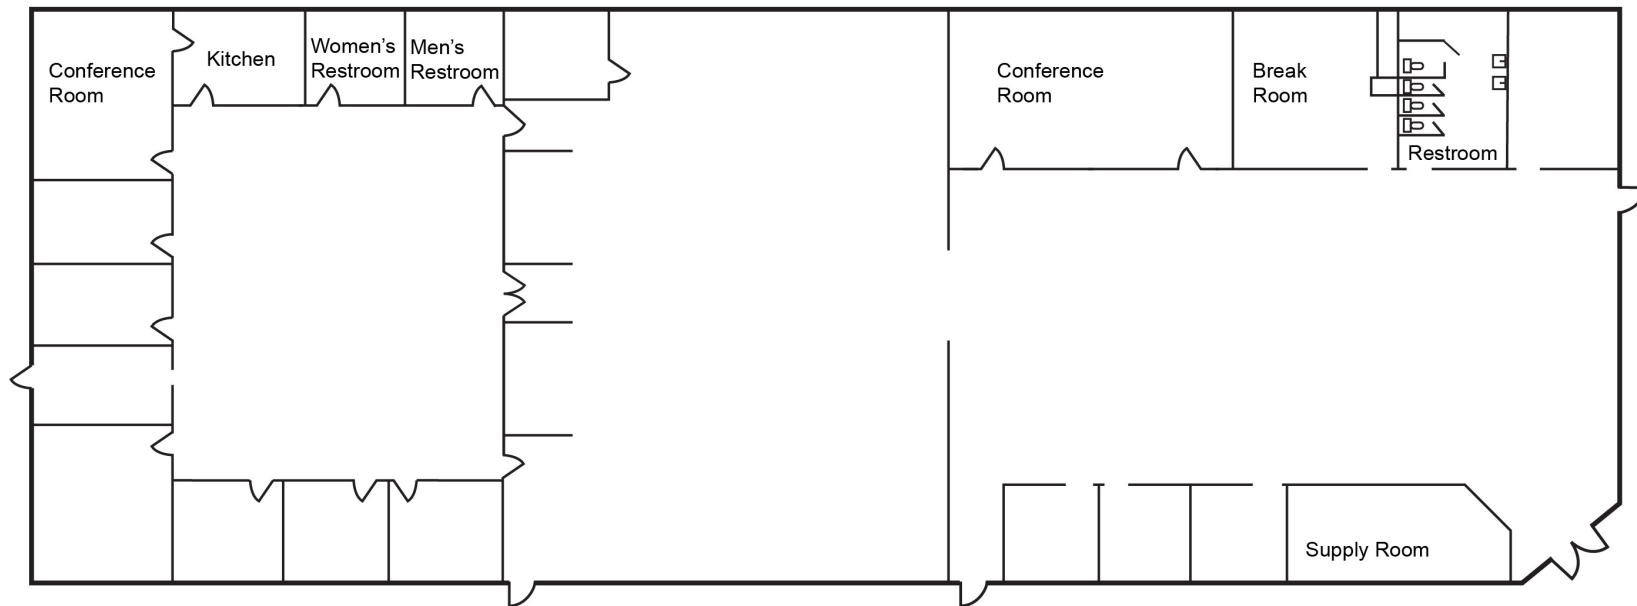 Conference
Room
Kitchen
Women’s
Restroom
Men’s
Restroom
Conference
Room
Break
Room
Restroom
Supply Room